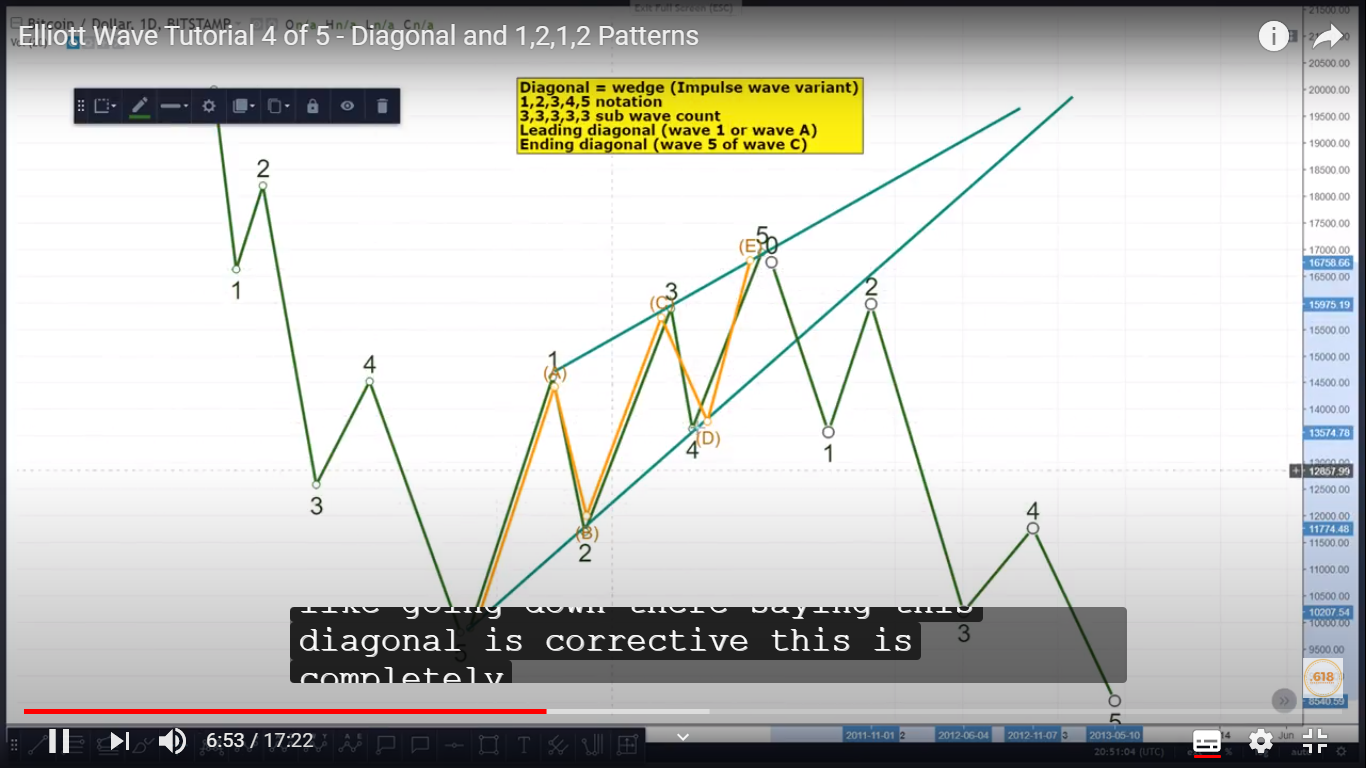 Exit Full Screen (ESC)
Bitcoin / Dollar, 1D, BITSTAMP
On/a Hn/a Ln/a Cn/a
Elliott Wave Tutorial 4 of 5 - Diagonal and 1,2,1,2 Patterns
Diagonal = wedge (Impulse wave variant)
1,2,3,4,5 notation
3,3,3,3,3 sub wave count
Leading diagonal (wave 1 or wave A)
Ending diagonal (wave 5 of wave C)
2
1
4
3
5
1
(A)
(B)
2
3
(C)
4
(D)
(E)
5
0
1
2
3
4
5
21500.00
20500.00
20000.00
19500.00
19000.00
18500.00
18000.00
17500.00
17000.00
16758.66
16500.00
15975.19
15500.00
15000.00
14500.00
14000.00
13574.78
12857.99
12500.00
12000.00
11774.48
11500.00
11000.00
10500.00
10207.54
9500.00
8540.59
.618
like going down there saying this
diagonal is corrective this is
completely
6:53 / 17:22
2011-11-01
2
2012-06-04
2012-11-07
3
2013-05-10
14
Jun
20:51:04 (UTC)
%